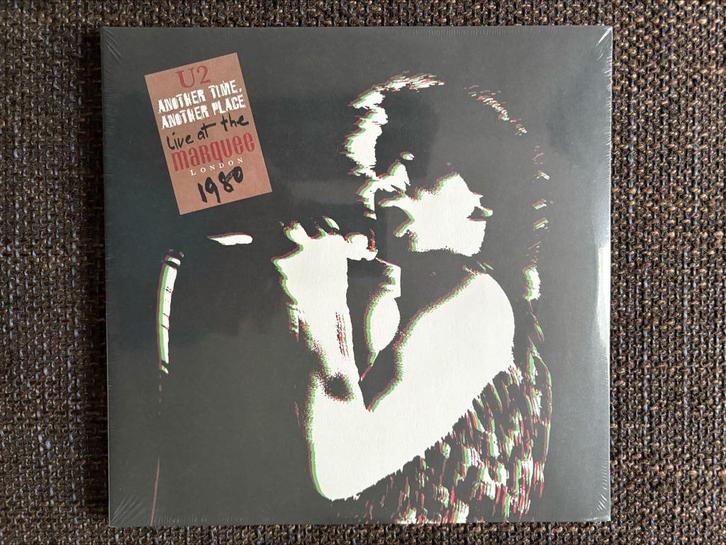 U2
ANOTHER TIME,
ANOTHER PLACE
Live at the
marquee
LONDON
1980